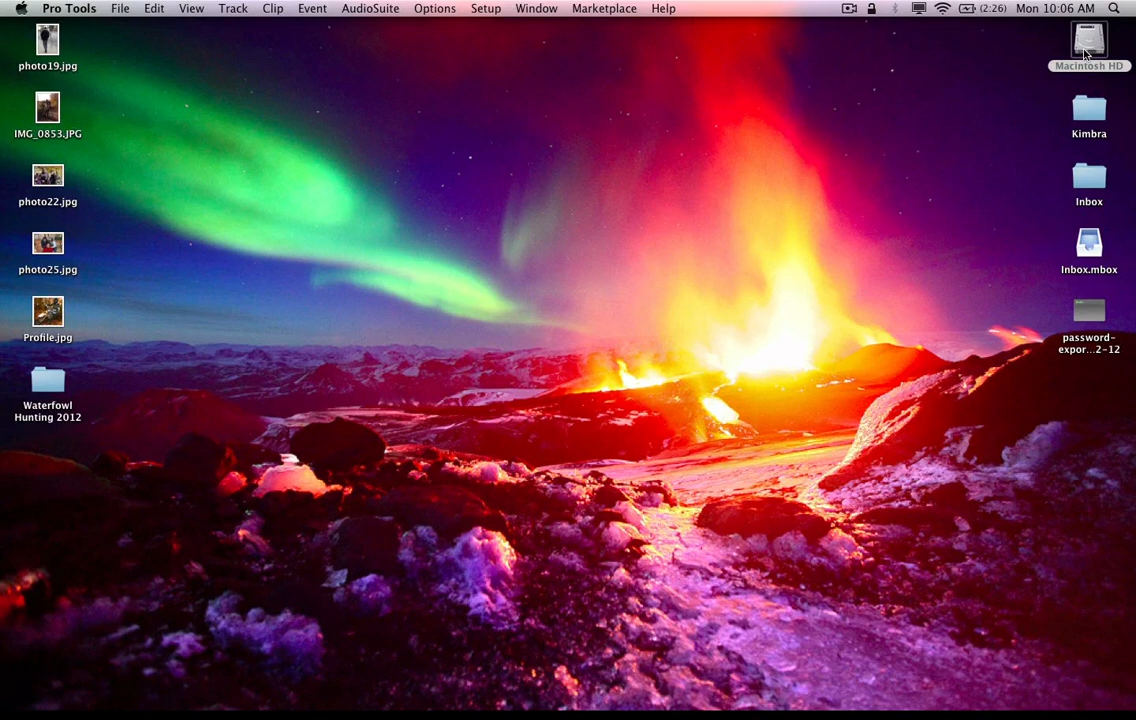 Pro Tools File Edit View Track Clip Event AudioSuite Options Setup Window Marketplace Help (2:26) Mon 10:06 AM
photo19.jpg
IMG_0853.JPG
photo22.jpg
photo25.jpg
Profile.jpg
Waterfowl
Hunting 2012
Macintosh HD
Kimbra
Inbox
Inbox.mbox
password-
expor...2-12